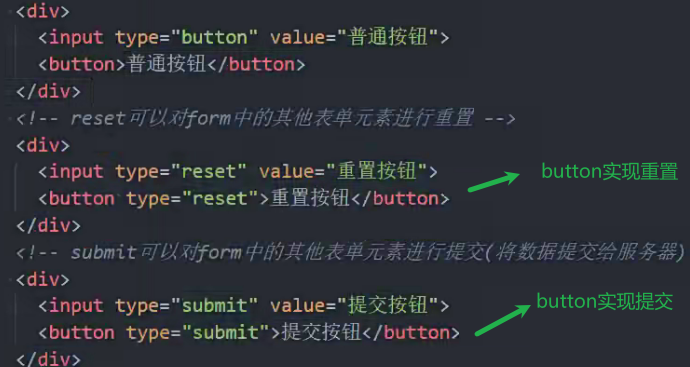 <div>
<input type="button" value="普通按钮">
<button>普通按钮</button>
</div>
<!-- reset可以对form中的其他表单元素进行重置 -->
<div>
<input type="reset" value="重置按钮">
<button type="reset">重置按钮</button>
button实现重置
</div>
<!-- submit可以对form中的其他表单元素进行提交(将数据提交给服务器)
<div>
<input type="submit" value="提交按钮">
<button type="submit">提交按钮</button>
button实现提交
</div>